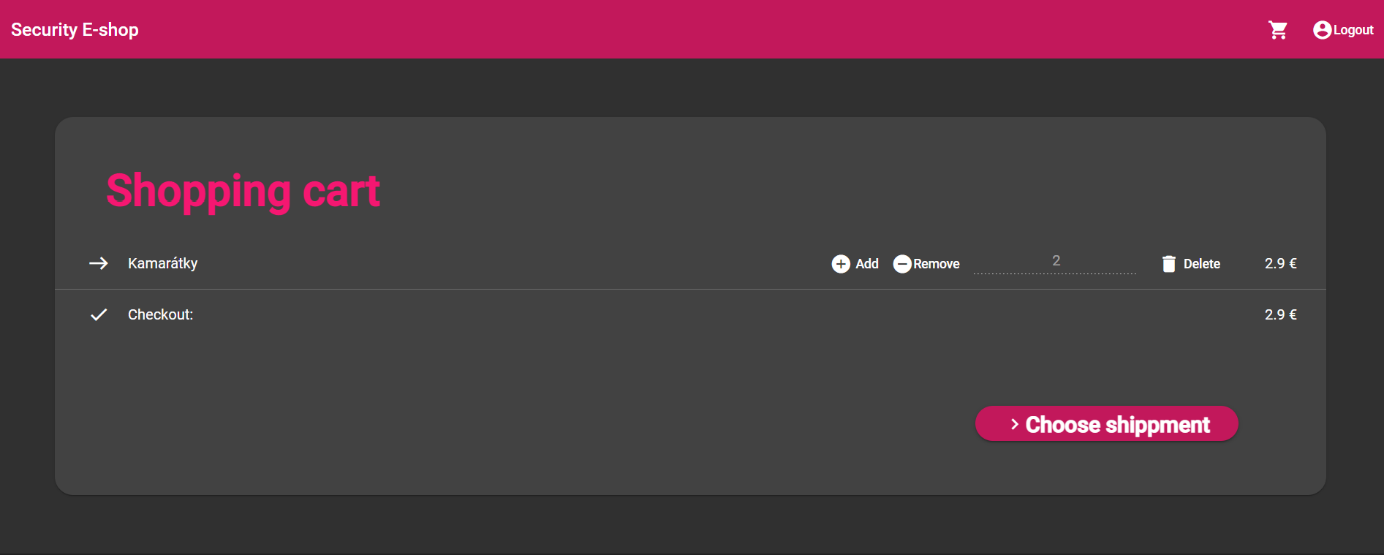 Security E-shop
Logout
Shopping cart
Kamarátky Add Remove 2 Delete 2.9 €
Checkout: 2.9 €
Choose shippment